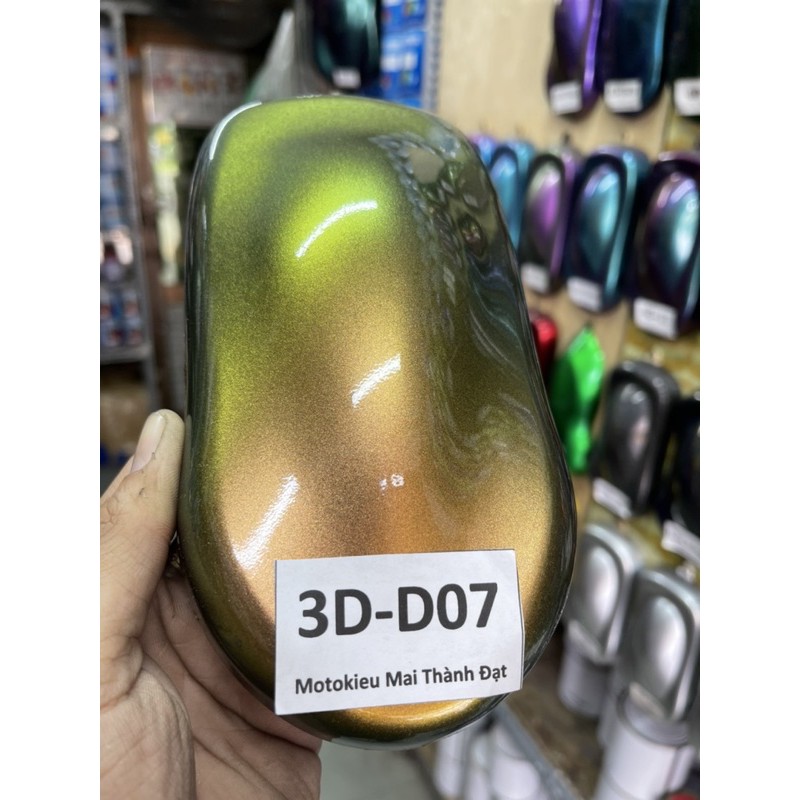 3D-D07
Motokieu Mai Thành Đạt